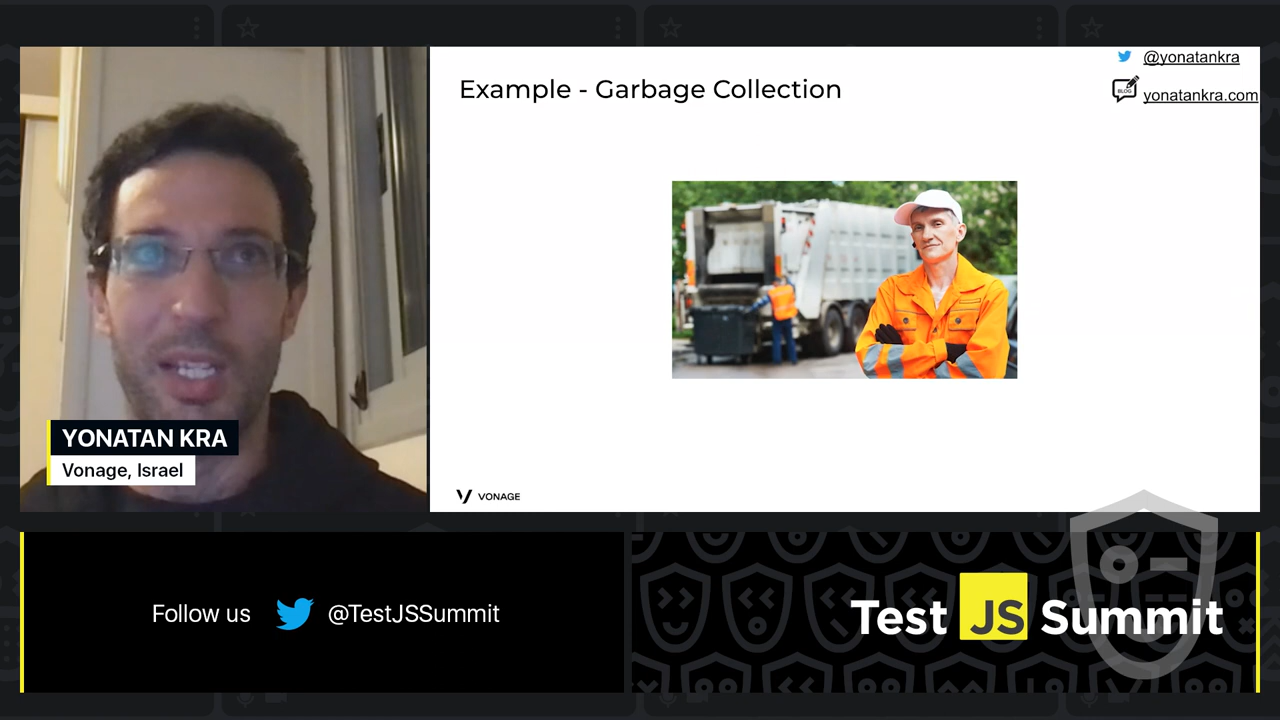 Example - Garbage Collection
@yonatankra
BLOG
yonatankra.com
YONATAN KRA
Vonage, Israel
VONAGE
Follow us @TestJSSummit
Test JS Summit